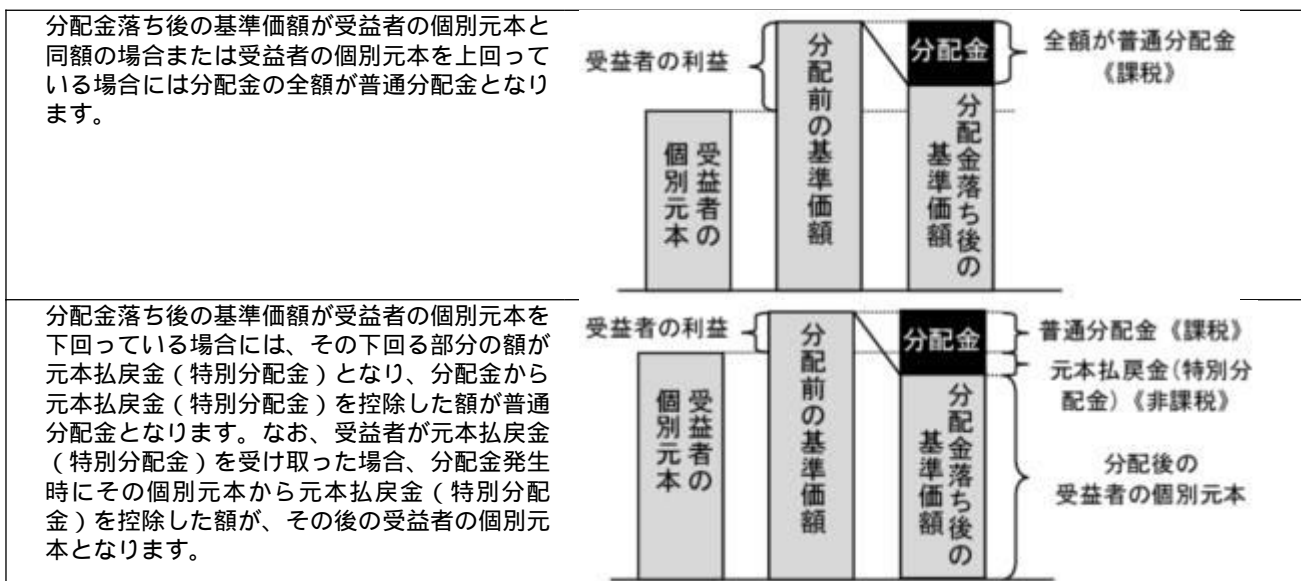 分配金落ち後の基準価額が受益者の個別元本と
同額の場合または受益者の個別元本を上回って
いる場合には分配金の全額が普通分配金となり
ます。
受益者の利益
受益者の
個別元本
分配前の基準価額
分配金
分配金落ち後の
基準価額
全額が普通分配金
《課税》
分配金落ち後の基準価額が受益者の個別元本を
下回っている場合には、その下回る部分の額が
元本払戻金（特別分配金）となり、分配金から
元本払戻金（特別分配金）を控除した額が普通
分配金となります。なお、受益者が元本払戻金
（特別分配金）を受け取った場合、分配金発生
時にその個別元本から元本払戻金（特別分配
金）を控除した額が、その後の受益者の個別元
本となります。
受益者の利益
受益者の
個別元本
分配前の基準価額
分配金
分配金落ち後の
基準価額
普通分配金《課税》
元本払戻金(特別分
配金)《非課税》
分配後の
受益者の個別元本